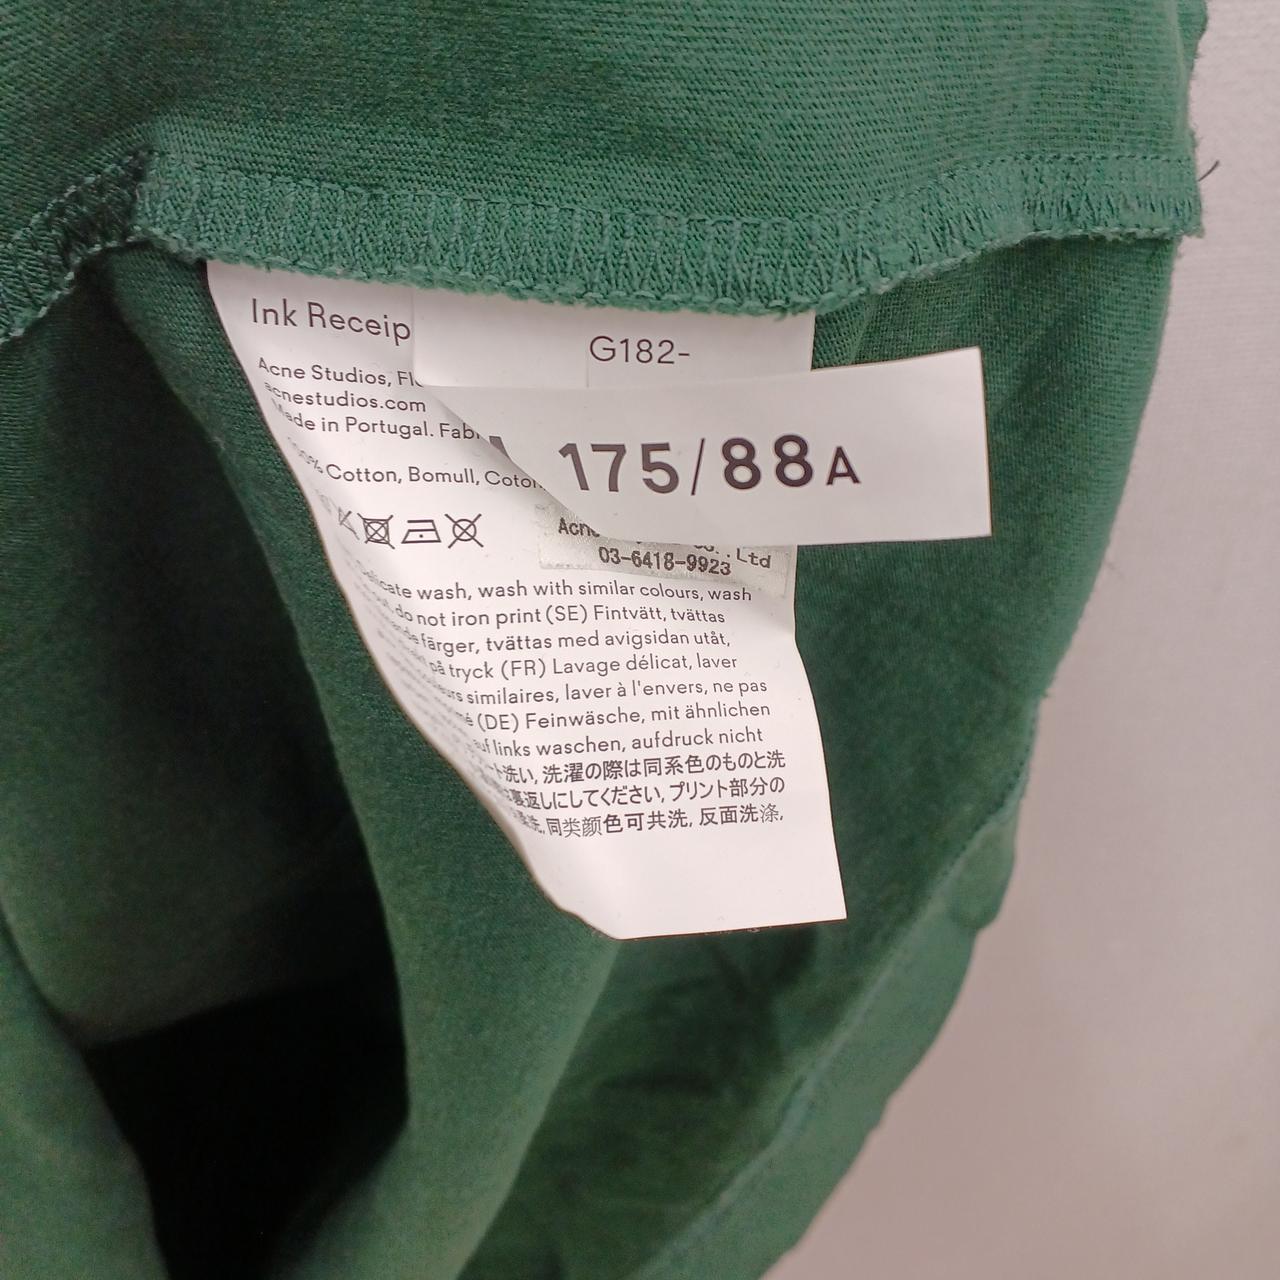 Ink Receip
G182-
Acne Studios,
acnestudios.com
Made in Portugal.
175/88A
Cotton, Bomull,
Ltd
03-6418-9923
wash, wash with similar colours, wash
do not iron print (SE) Fintvätt, tvättas
färger, tvättas med avigsidan utåt,
på tryck (FR) Lavage délicat, laver
similaires, laver à l'envers, ne pas
(DE) Feinwäsche, mit ähnlichen
auf links waschen, aufdruck nicht
洗い, 洗濯の際は同系色のものと洗
裏返しにしてください, プリント部分の
同类颜色可共洗, 反面洗涤,